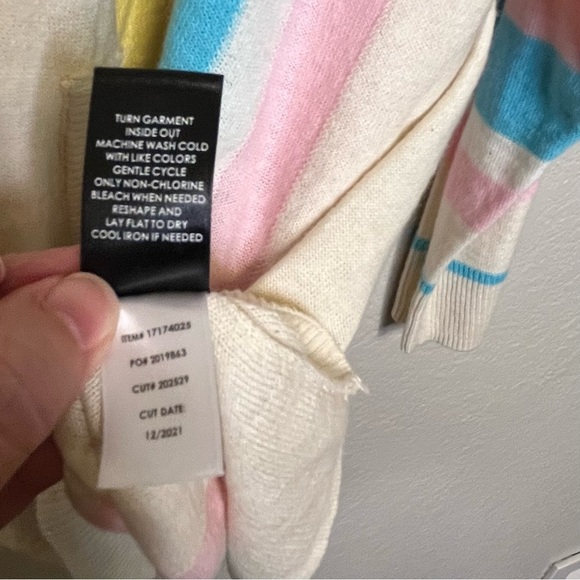 TURN GARMENT
INSIDE OUT
MACHINE WASH COLD
WITH LIKE COLORS
GENTLE CYCLE
ONLY NON-CHLORINE
BLEACH WHEN NEEDED
RESHAPE AND
LAY FLAT TO DRY
COOL IRON IF NEEDED
ITEM# 17174025
PO# 2019863
CUT# 202529
CUT DATE:
12/2021